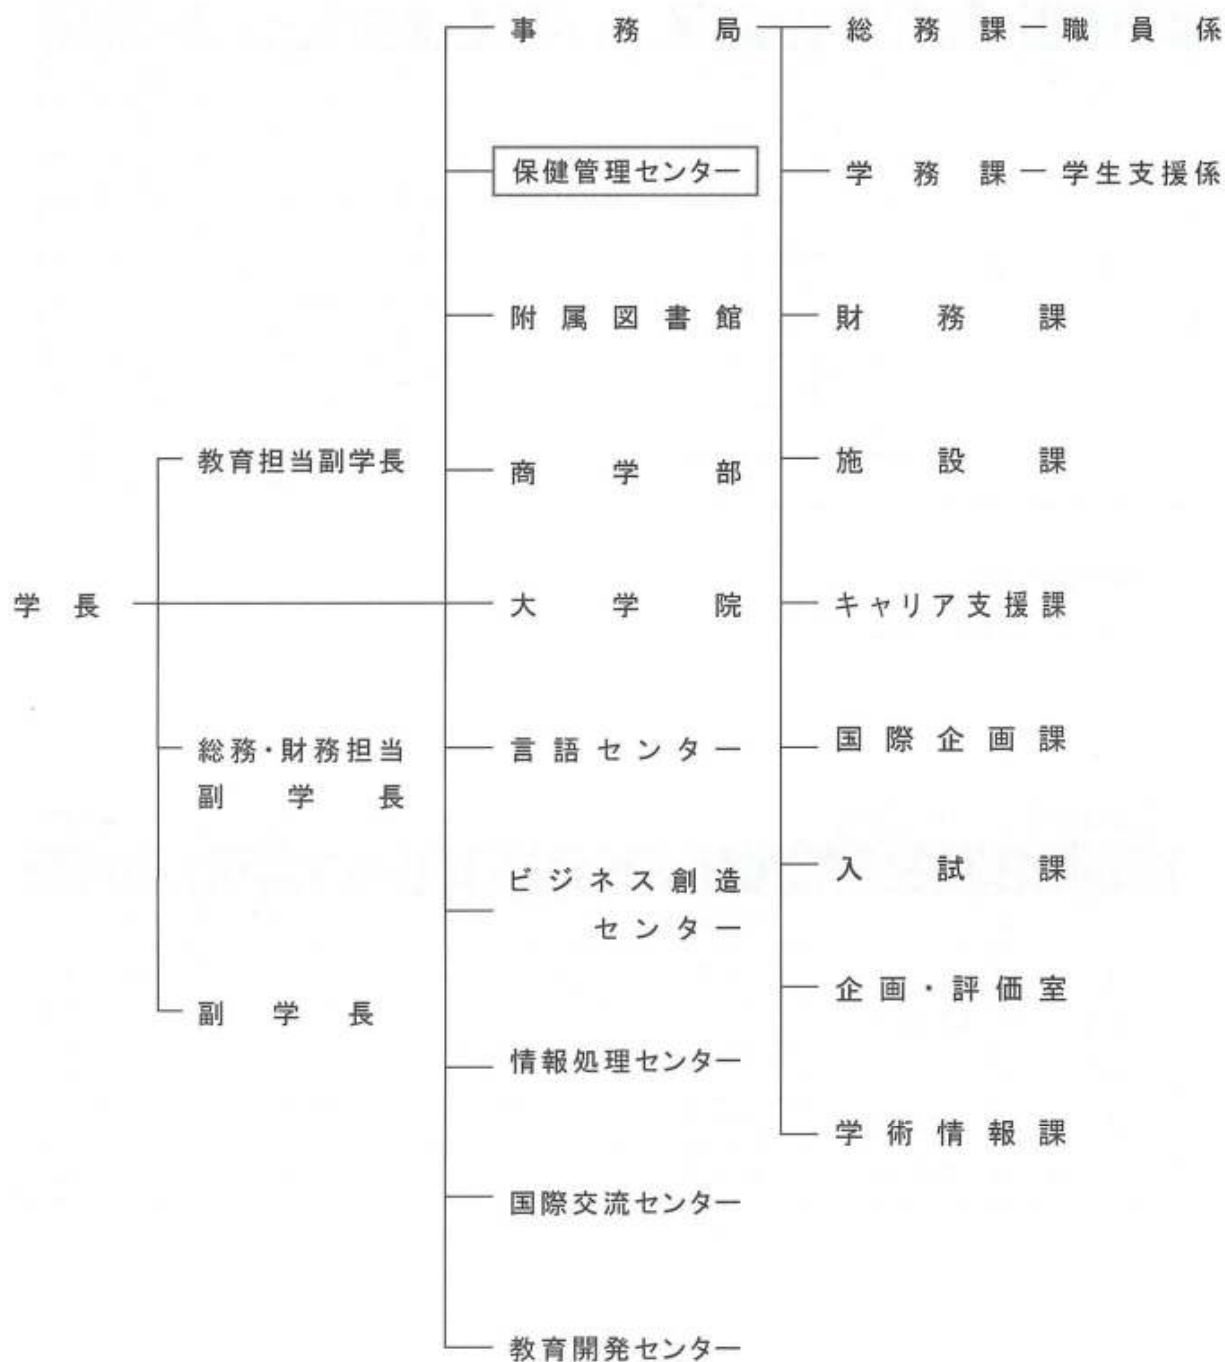 事務局
総務課
職員係
保健管理センター
学務課
学生支援係
附属図書館
財務課
教育担当副学長
商学部
施設課
学長
大学院
キャリア支援課
総務・財務担当
副学長
言語センター
国際企画課
ビジネス創造
センター
入試課
副学長
企画・評価室
情報処理センター
学術情報課
国際交流センター
教育開発センター